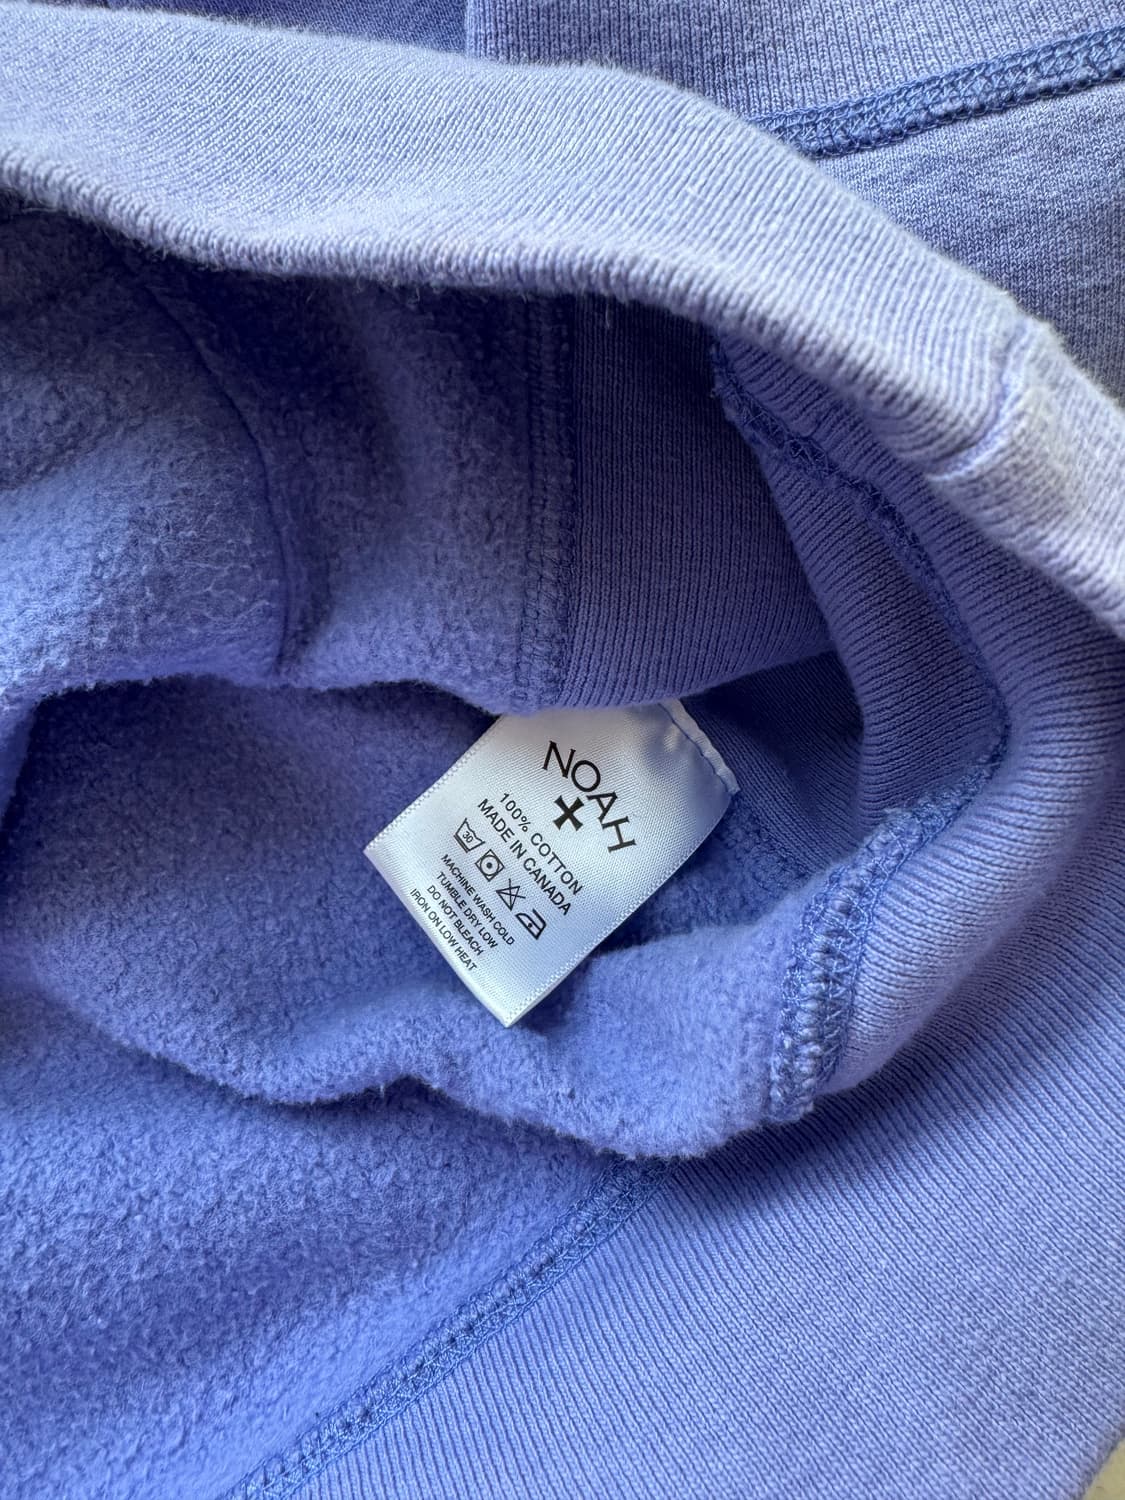 NOAH
100% COTTON
MADE IN CANADA
30
MACHINE WASH COLD
TUMBLE DRY LOW
DO NOT BLEACH
IRON ON LOW HEAT